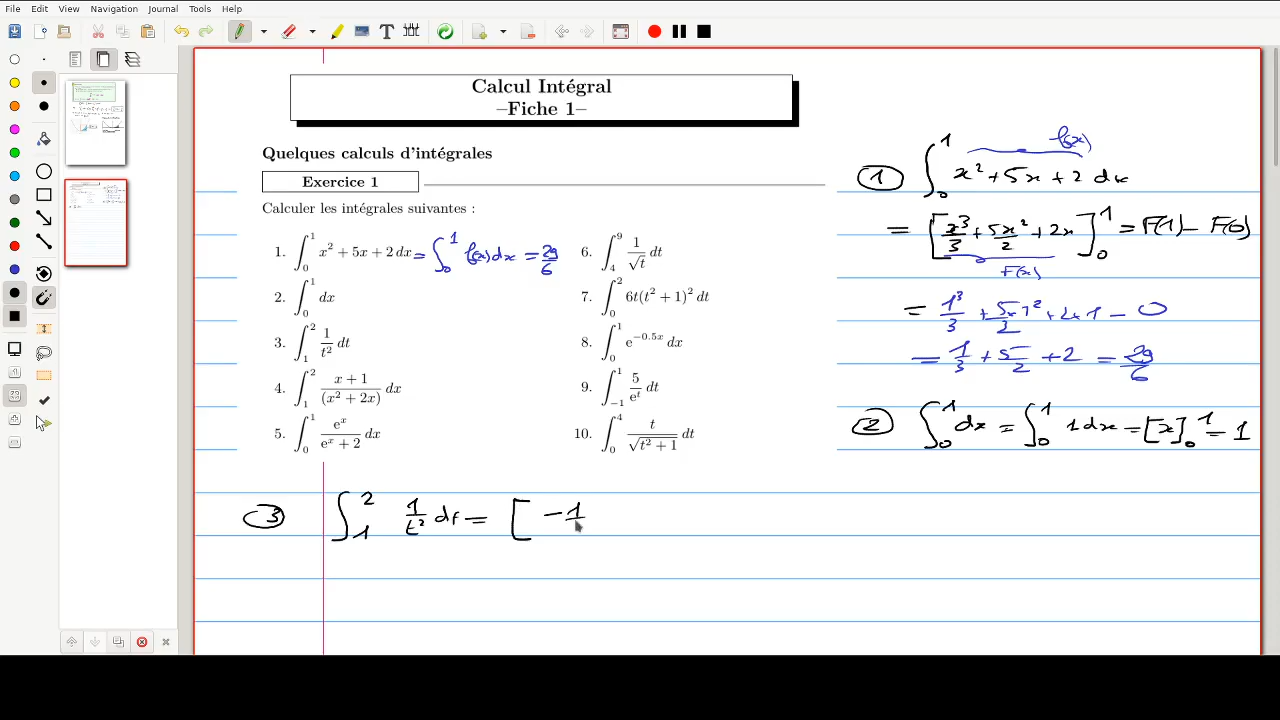 File Edit View Navigation Journal Tools Help
Calcul Intégral
–Fiche 1–
Quelques calculs d'intégrales
Exercice 1
Calculer les intégrales suivantes :
1. ∫₀¹ x² + 5x + 2 dx = ∫₀¹ f(x)dx = 29/6
2. ∫₀¹ dx
3. ∫₁² 1/t² dt
4. ∫₁² (x + 1)/(x² + 2x) dx
5. ∫₀¹ eˣ/(eˣ + 2) dx
6. ∫₄⁹ 1/√t dt
7. ∫₀² 6t(t² + 1)² dt
8. ∫₀¹ e^(−0.5x) dx
9. ∫₋₁¹ 5/eᵗ dt
10. ∫₀⁴ t/√(t² + 1) dt
f(x)
① ∫₀¹ x² + 5x + 2 dx
= [x³/3 + 5x²/2 + 2x]₀¹ = F(1) − F(0)
F(x)
= 1³/3 + 5×1²/2 + 2×1 − 0
= 1/3 + 5/2 + 2 = 29/6
② ∫₀¹ dx = ∫₀¹ 1dx = [x]₀¹ = 1
③ ∫₁² 1/t² dt = [ −1